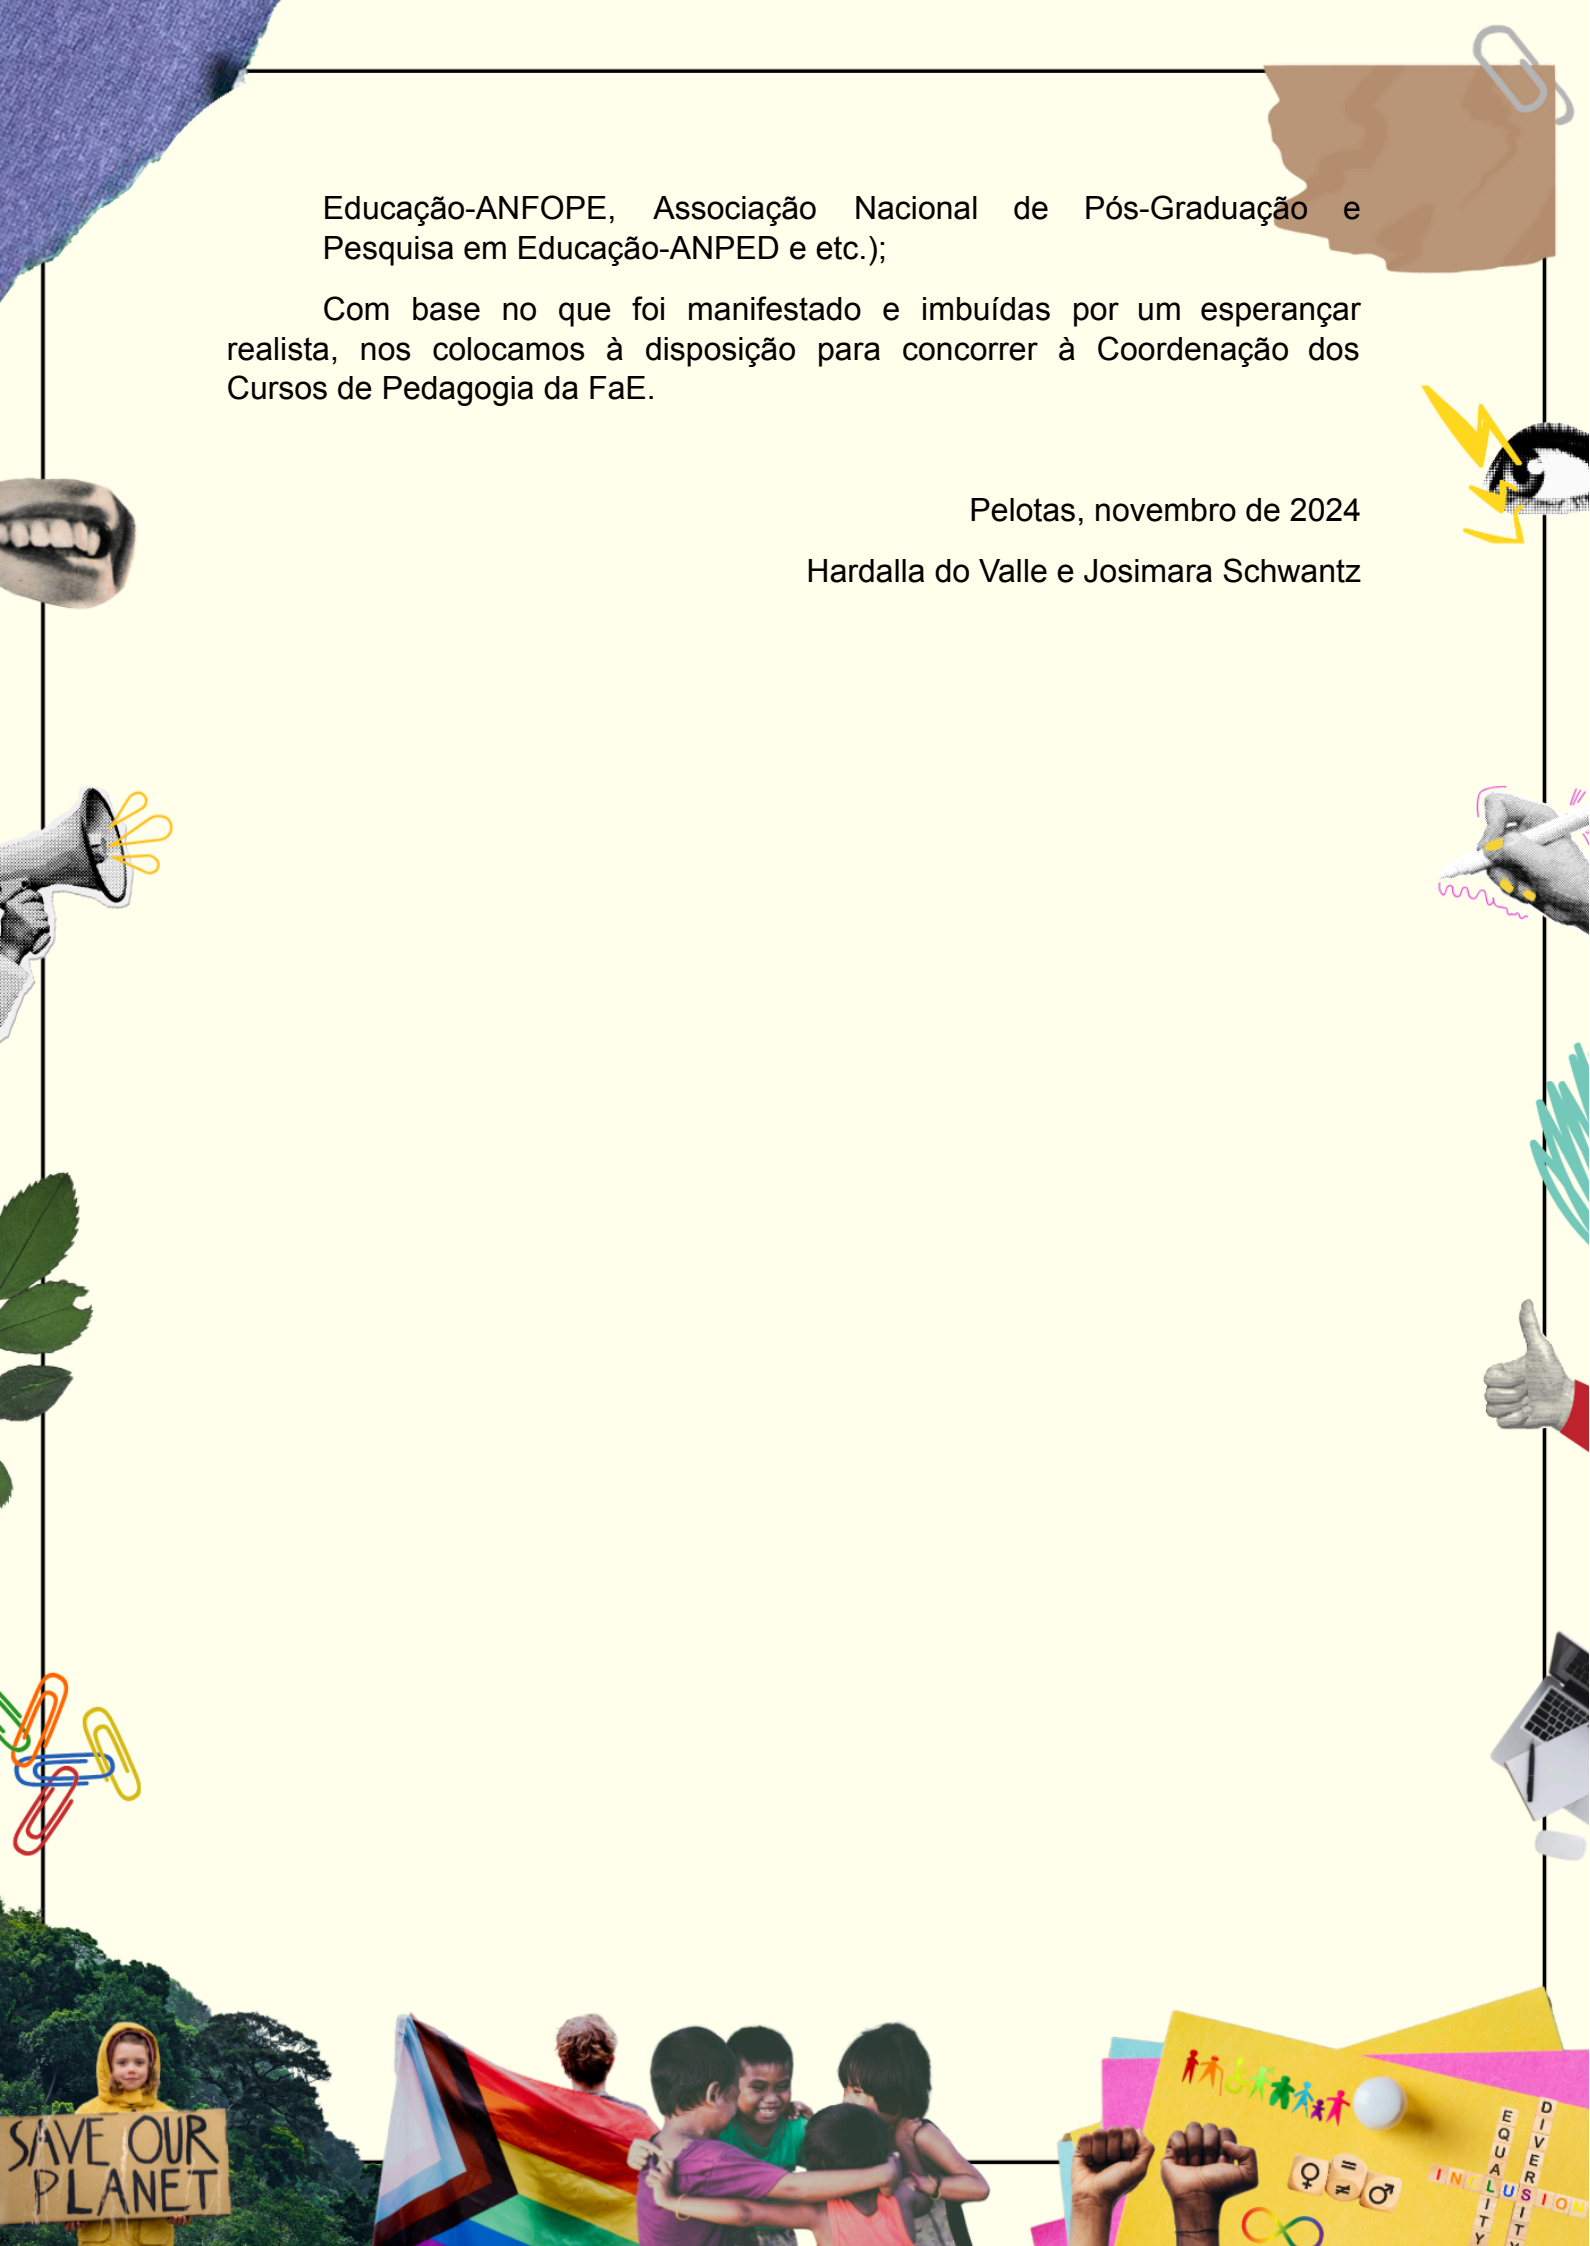 Educação-ANFOPE, Associação Nacional de Pós-Graduação e
Pesquisa em Educação-ANPED e etc.);
Com base no que foi manifestado e imbuídas por um esperançar
realista, nos colocamos à disposição para concorrer à Coordenação dos
Cursos de Pedagogia da FaE.
Pelotas, novembro de 2024
Hardalla do Valle e Josimara Schwantz
SAVE OUR
PLANET
EQUALITY
DIVERSITY
INCLUSION